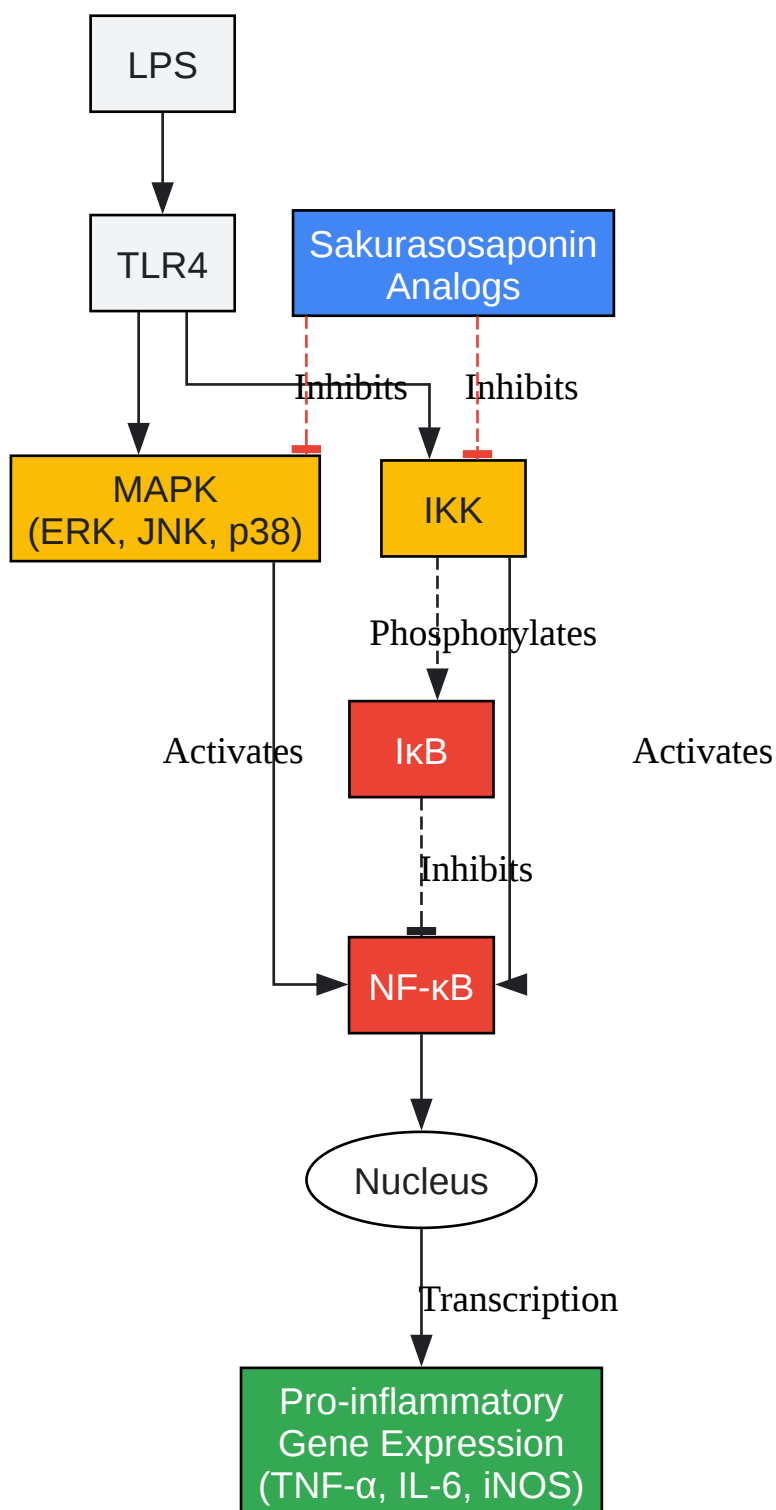 LPS
TLR4
Sakurasosaponin
Analogs
Inhibits
Inhibits
MAPK
(ERK, JNK, p38)
IKK
Phosphorylates
Activates
IκB
Activates
Inhibits
NF-κB
Nucleus
Transcription
Pro-inflammatory
Gene Expression
(TNF-α, IL-6, iNOS)